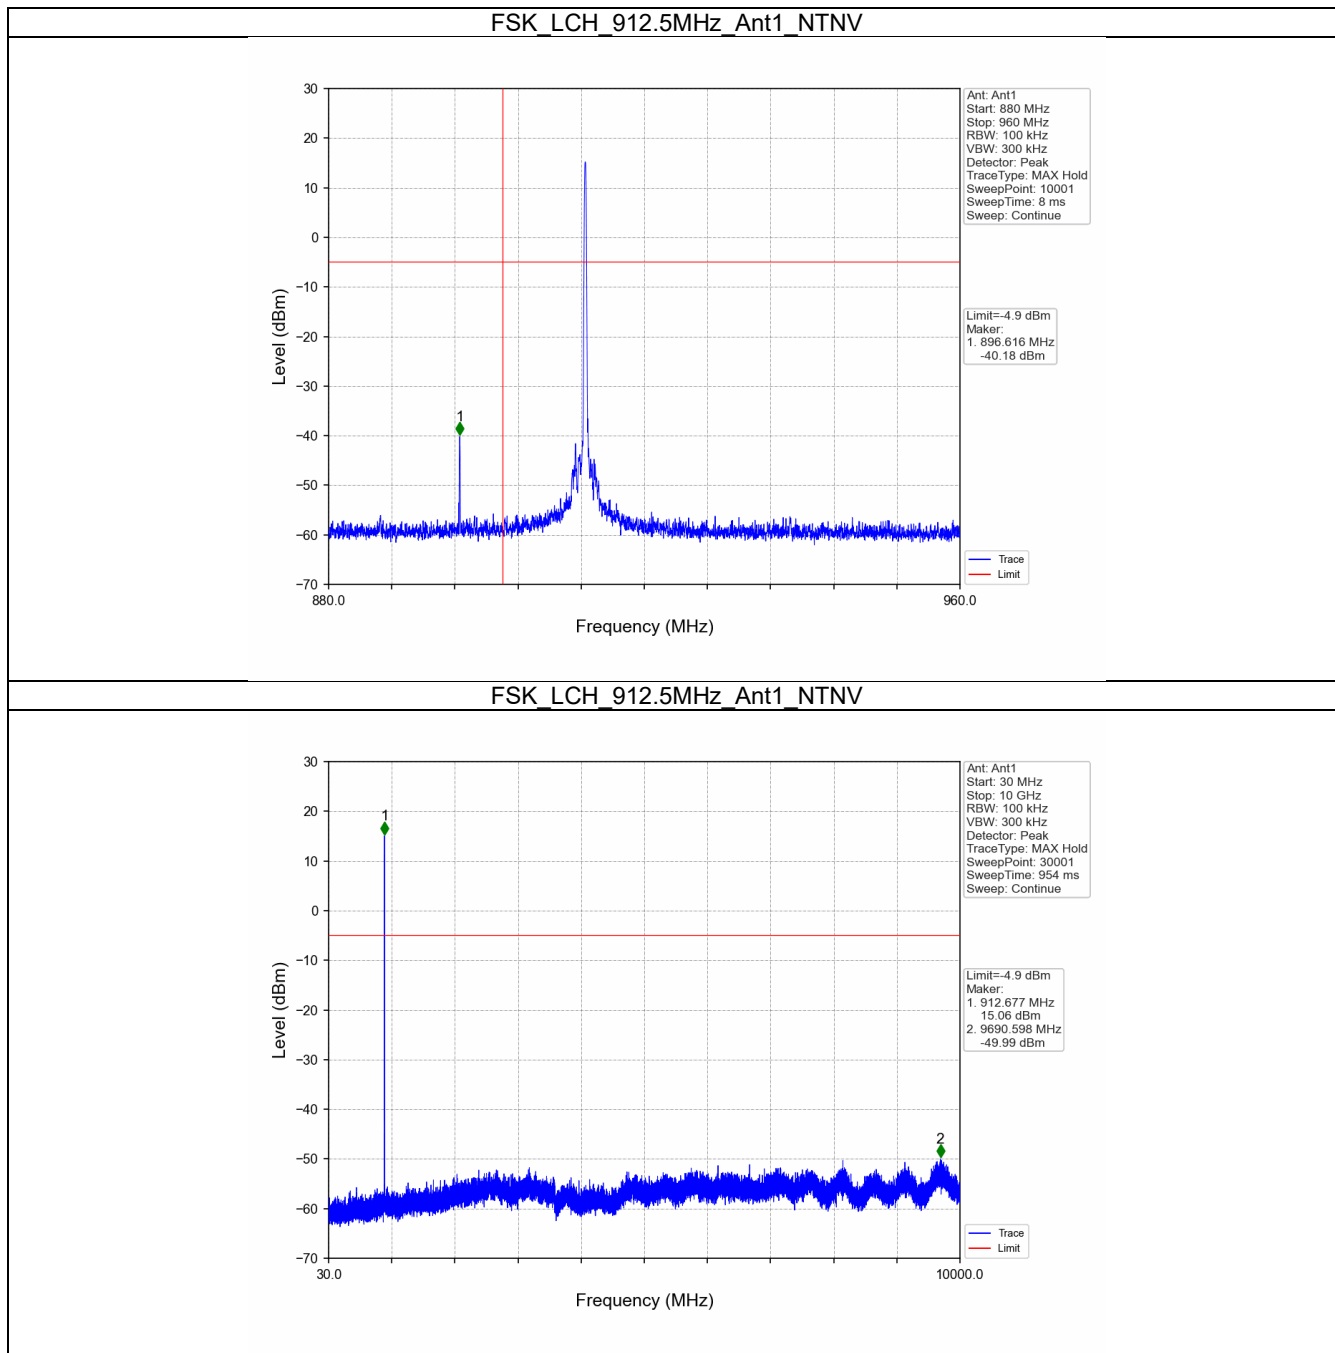 FSK_LCH_912.5MHz_Ant1_NTNV
30
20
10
0
−10
−20
−30
−40
−50
−60
−70
Level (dBm)
1
880.0
960.0
Frequency (MHz)
Ant: Ant1
Start: 880 MHz
Stop: 960 MHz
RBW: 100 kHz
VBW: 300 kHz
Detector: Peak
TraceType: MAX Hold
SweepPoint: 10001
SweepTime: 8 ms
Sweep: Continue
Limit=-4.9 dBm
Maker:
1. 896.616 MHz
-40.18 dBm
Trace
Limit
FSK_LCH_912.5MHz_Ant1_NTNV
30
20
10
0
−10
−20
−30
−40
−50
−60
−70
Level (dBm)
1
2
30.0
10000.0
Frequency (MHz)
Ant: Ant1
Start: 30 MHz
Stop: 10 GHz
RBW: 100 kHz
VBW: 300 kHz
Detector: Peak
TraceType: MAX Hold
SweepPoint: 30001
SweepTime: 954 ms
Sweep: Continue
Limit=-4.9 dBm
Maker:
1. 912.677 MHz
15.06 dBm
2. 9690.598 MHz
-49.99 dBm
Trace
Limit